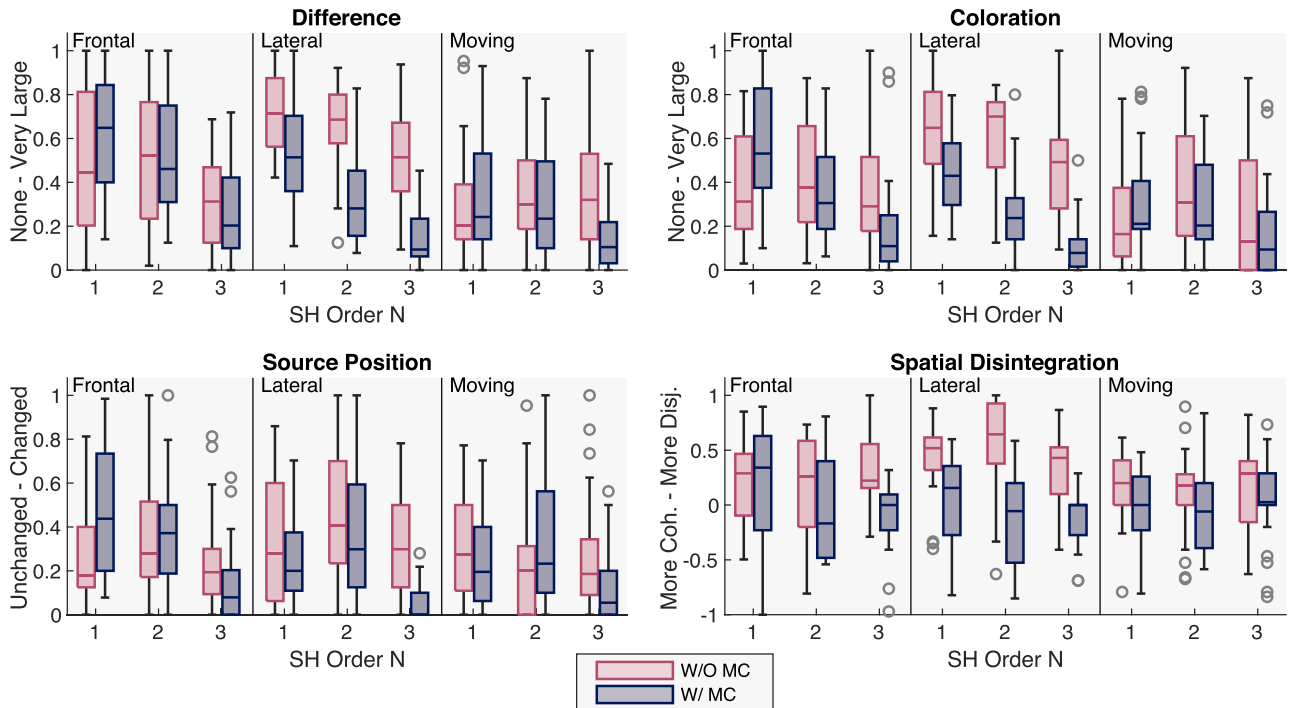 Difference
Frontal Lateral Moving
None - Very Large
1
0.8
0.6
0.4
0.2
0
1 2 3 1 2 3 1 2 3
SH Order N
Coloration
Frontal Lateral Moving
None - Very Large
1
0.8
0.6
0.4
0.2
0
1 2 3 1 2 3 1 2 3
SH Order N
Source Position
Frontal Lateral Moving
Unchanged - Changed
1
0.8
0.6
0.4
0.2
0
1 2 3 1 2 3 1 2 3
SH Order N
Spatial Disintegration
Frontal Lateral Moving
More Coh. - More Disj.
1
0.5
0
-0.5
-1
1 2 3 1 2 3 1 2 3
SH Order N
W/O MC
W/ MC